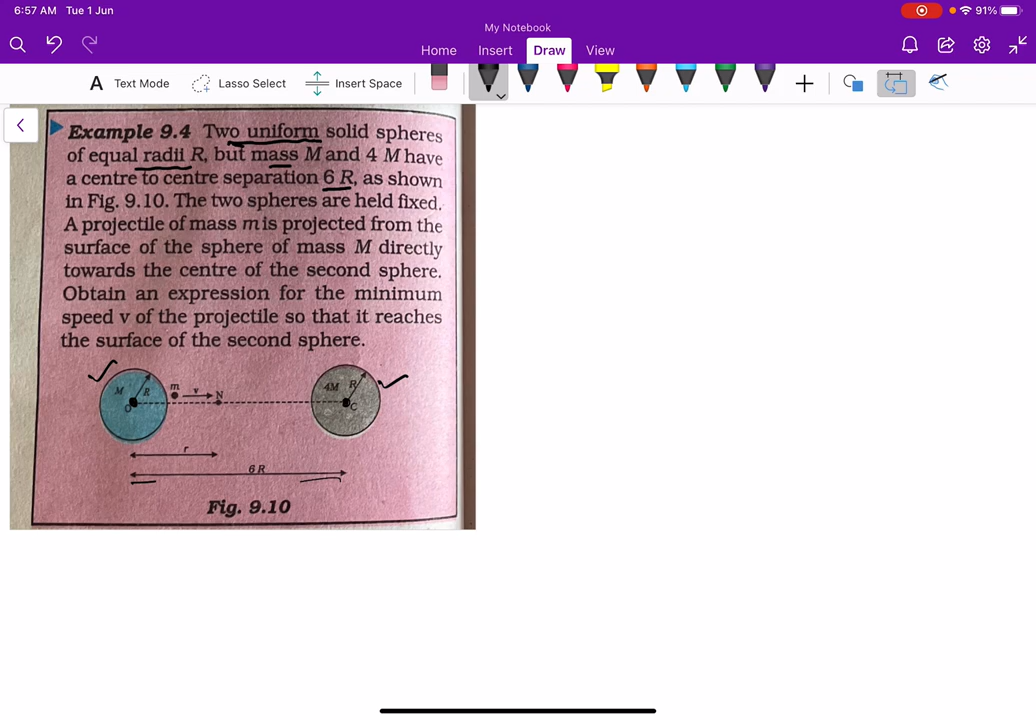 6:57 AM Tue 1 Jun
91%
My Notebook
Home Insert Draw View
A Text Mode Lasso Select Insert Space
Example 9.4 Two uniform solid spheres
of equal radii R, but mass M and 4 M have
a centre to centre separation 6 R, as shown
in Fig. 9.10. The two spheres are held fixed.
A projectile of mass m is projected from the
surface of the sphere of mass M directly
towards the centre of the second sphere.
Obtain an expression for the minimum
speed v of the projectile so that it reaches
the surface of the second sphere.
M R O m v N 4M R C
r
6 R
Fig. 9.10